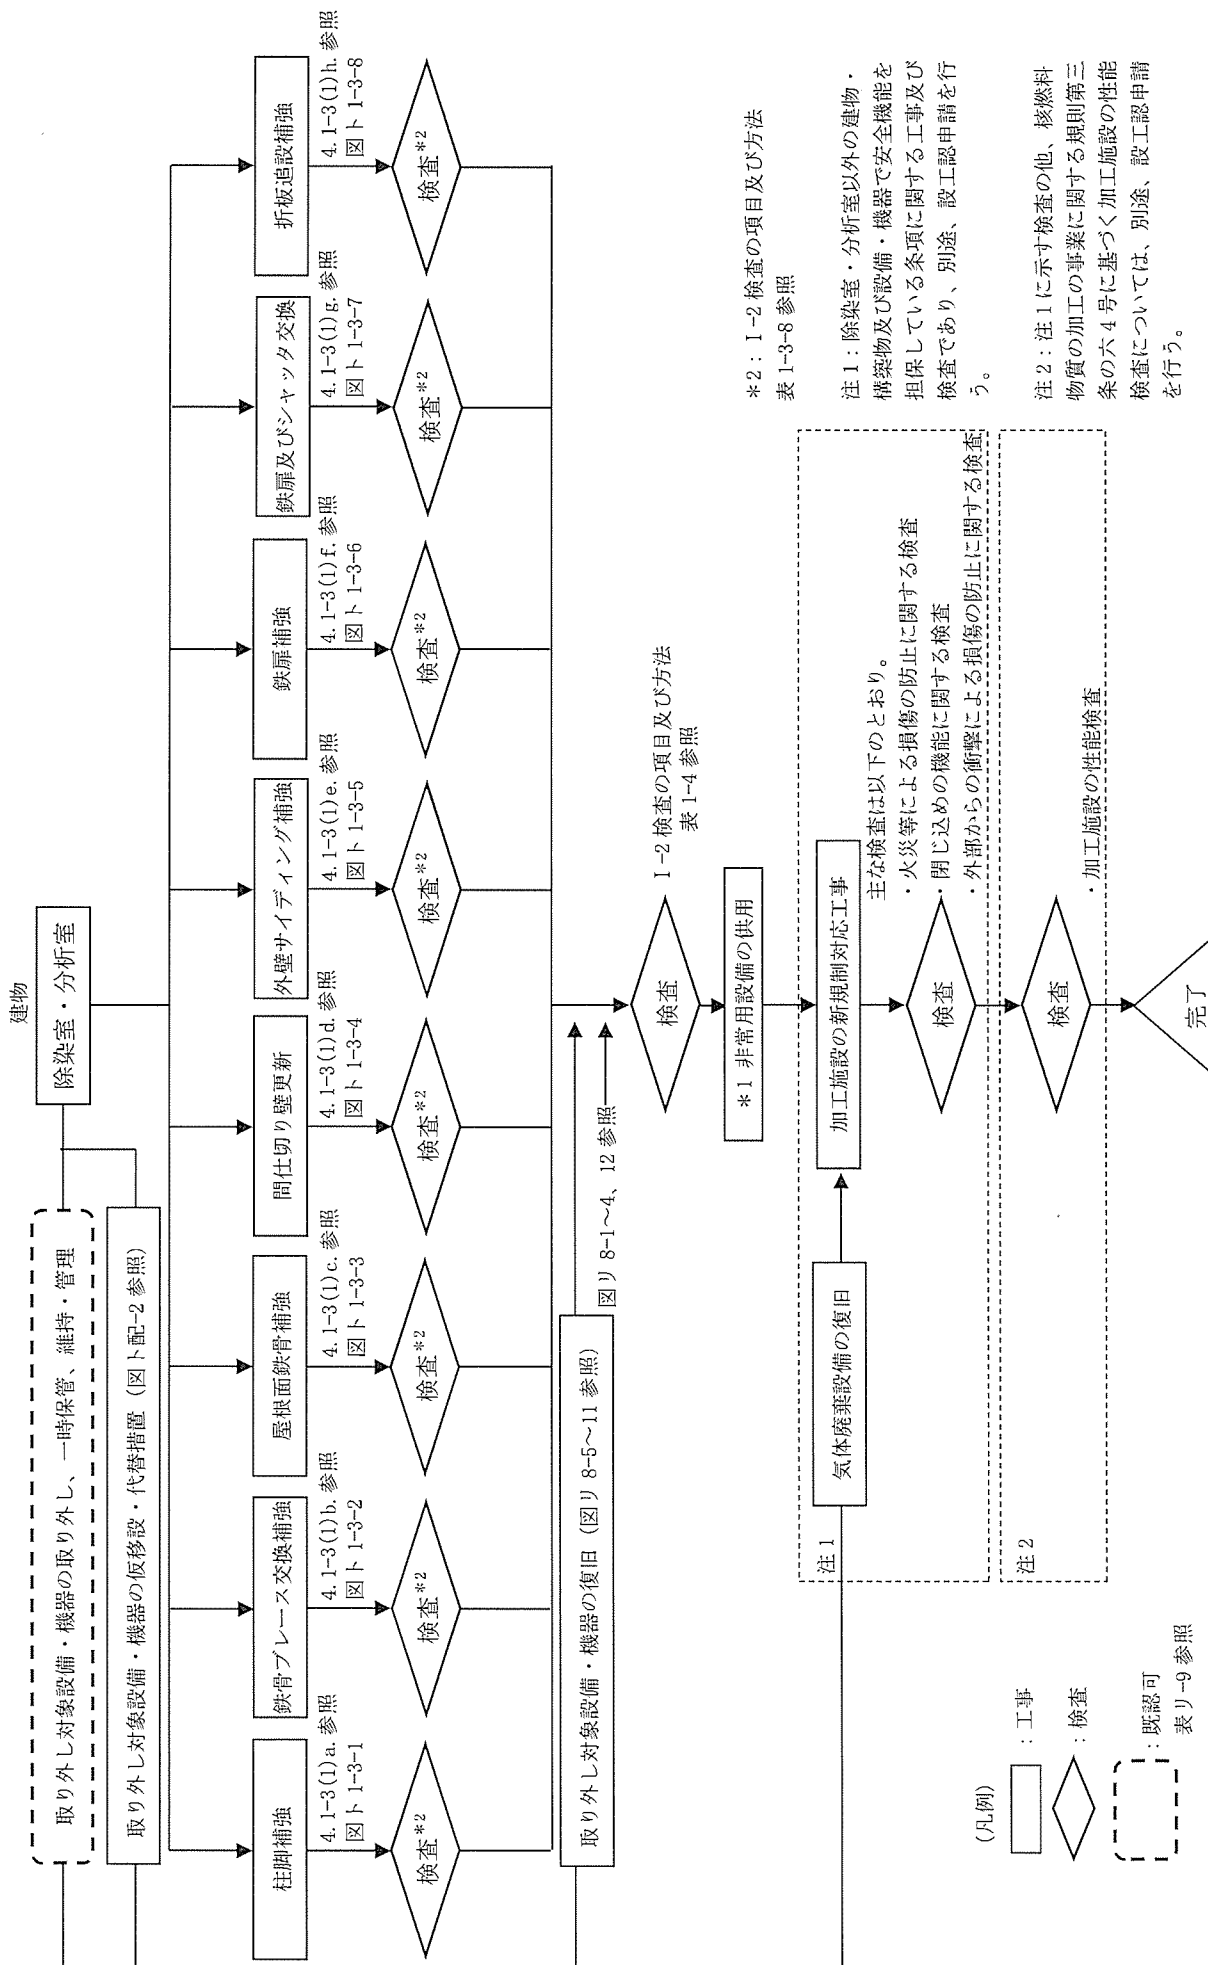 建物
除染室・分析室
取り外し対象設備・機器の取り外し、一時保管、維持・管理
取り外し対象設備・機器の仮移設・代替措置（図ト配-2 参照）
柱脚補強
4.1-3(1)a. 参照
図ト 1-3-1
検査*2
鉄骨ブレース交換補強
4.1-3(1)b. 参照
図ト 1-3-2
検査*2
屋根面鉄骨補強
4.1-3(1)c. 参照
図ト 1-3-3
検査*2
間仕切り壁更新
4.1-3(1)d. 参照
図ト 1-3-4
検査*2
外壁サイディング補強
4.1-3(1)e. 参照
図ト 1-3-5
検査*2
鉄扉補強
4.1-3(1)f. 参照
図ト 1-3-6
検査*2
鉄扉及びシャッタ交換
4.1-3(1)g. 参照
図ト 1-3-7
検査*2
折板追設補強
4.1-3(1)h. 参照
図ト 1-3-8
検査*2
取り外し対象設備・機器の復旧（図リ 8-5～11 参照）
図リ 8-1～4、12 参照
検査
I-2 検査の項目及び方法
表 1-4 参照
*1 非常用設備の供用
注 1
気体廃棄設備の復旧
加工施設の新規制対応工事
主な検査は以下のとおり。
・火災等による損傷の防止に関する検査
・閉じ込めの機能に関する検査
・外部からの衝撃による損傷の防止に関する検査
検査
注 2
検査
・加工施設の性能検査
完了
*2：I-2 検査の項目及び方法
表 1-3-8 参照
注 1：除染室・分析室以外の建物・
構築物及び設備・機器で安全機能を
担保している条項に関する工事及び
検査であり、別途、設工認申請を行
う。
注 2：注 1 に示す検査の他、核燃料
物質の加工の事業に関する規則第三
条の六 4 号に基づく加工施設の性能
検査については、別途、設工認申請
を行う。
(凡例)
：工事
：検査
：既認可
表リ-9 参照